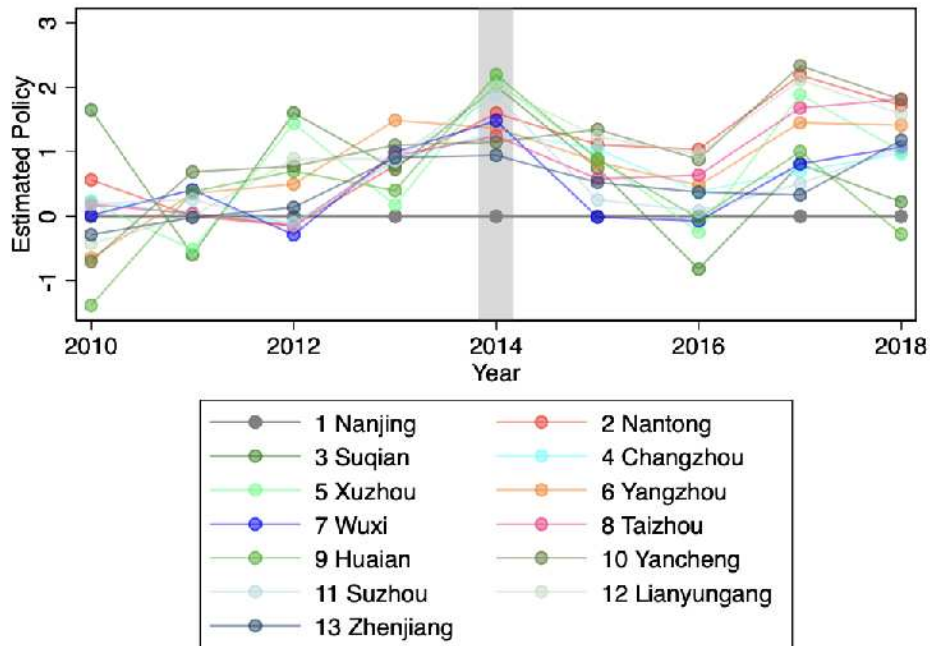 3
2
1
0
-1
Estimated Policy
2010 2012 2014 2016 2018
Year
1 Nanjing 2 Nantong
3 Suqian 4 Changzhou
5 Xuzhou 6 Yangzhou
7 Wuxi 8 Taizhou
9 Huaian 10 Yancheng
11 Suzhou 12 Lianyungang
13 Zhenjiang